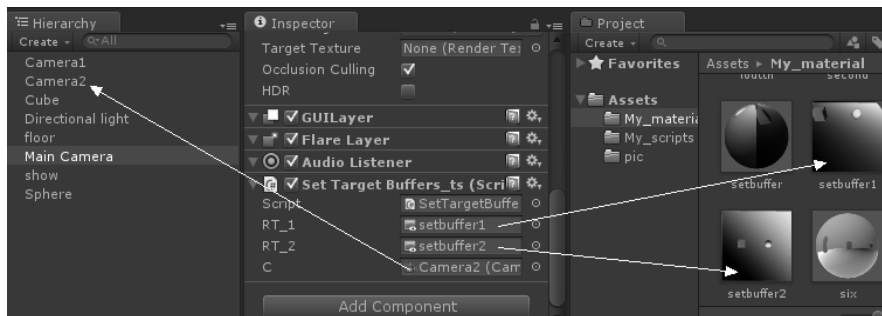 Hierarchy
Create
All
Camera1
Camera2
Cube
Directional light
floor
Main Camera
show
Sphere
Inspector
Target Texture
None (Render Te
Occlusion Culling
HDR
GUILayer
Flare Layer
Audio Listener
Set Target Buffers_ts (Scri
Script
SetTargetBuffe
RT_1
setbuffer1
RT_2
setbuffer2
C
Camera2 (Cam
Add Component
Project
Create
Favorites
Assets
My_materia
My_scripts
pic
Assets ▸ My_material
second
setbuffer
setbuffer1
setbuffer2
six